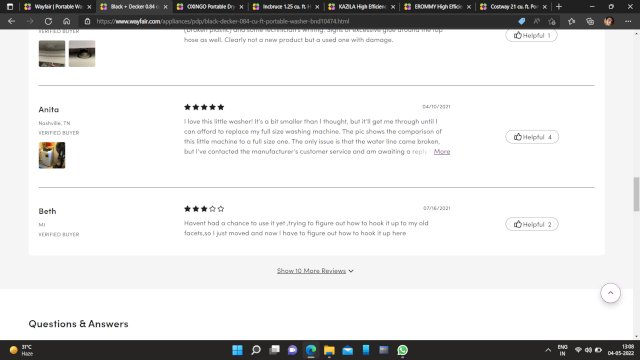 Wayfair | Portable W
Black + Decker 0.84 c
OXINGO Portable Dry
Incbruce 1.25 cu. ft. H
KAZILA High Efficienc
EROMMY High Efficie
Costway 21 cu. ft. Por
https://www.wayfair.com/appliances/pdp/black-decker-084-cu-ft-portable-washer-bnd10474.html
(broken plastic) and some technician's writing. Signs of excessive glue around the tap
hose as well. Clearly not a new product but a used one with damage.
Helpful 1
Anita
Nashville, TN
VERIFIED BUYER
04/10/2021
I love this little washer! It's a bit smaller than I thought, but it'll get me through until I
can afford to replace my full size washing machine. The pic shows the comparison of
this little machine to a full size one. The only issue is that the water line came broken,
but I've contacted the manufacturer's customer service and am awaiting a reply More
Helpful 4
Beth
MI
VERIFIED BUYER
07/16/2021
Havent had a chance to use it yet ,trying to figure out how to hook it up to my old
facets,so I just moved and now I have to figure out how to hook it up here
Helpful 2
Show 10 More Reviews
Questions & Answers
31°C
Haze
ENG
IN
13:08
04-05-2022